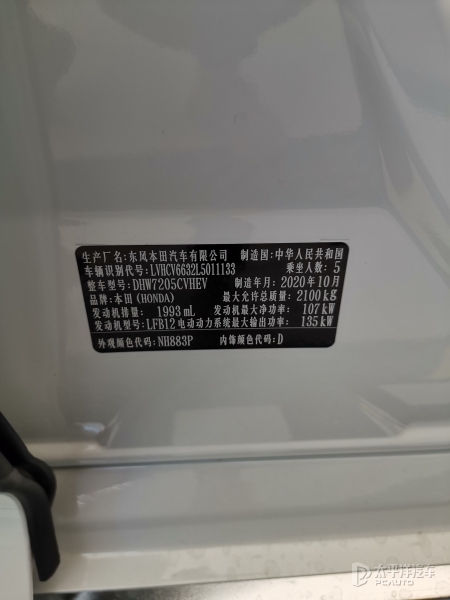 生产厂名:东风本田汽车有限公司 制造国:中华人民共和国
车辆识别代号:LVHCV6632L5011133 乘坐人数:5
整车型号:DHW7205CVHEV 制造年月:2020年10月
品牌:本田(HONDA) 最大允许总质量:2100kg
发动机排量:1993mL 发动机最大净功率:107kW
发动机型号:LFB12 电动动力系统最大输出功率:135kW
外观颜色代码:NH883P 内饰颜色代码:D
太平洋汽车
PCAUTO